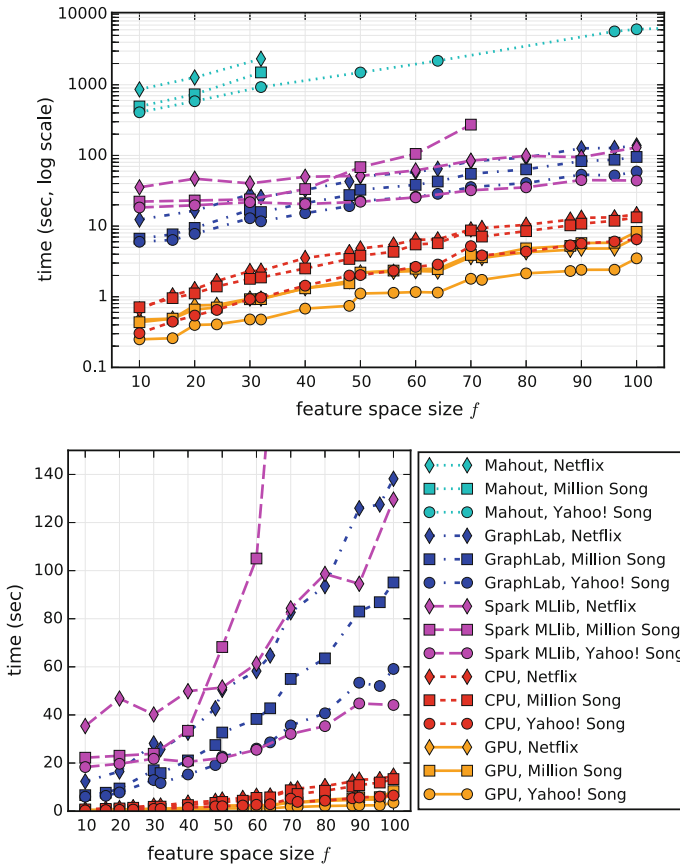 10000
1000
100
10
1
0.1
time (sec, log scale)
10 20 30 40 50 60 70 80 90 100
feature space size f
140
120
100
80
60
40
20
0
time (sec)
10 20 30 40 50 60 70 80 90 100
feature space size f
Mahout, Netflix
Mahout, Million Song
Mahout, Yahoo! Song
GraphLab, Netflix
GraphLab, Million Song
GraphLab, Yahoo! Song
Spark MLlib, Netflix
Spark MLlib, Million Song
Spark MLlib, Yahoo! Song
CPU, Netflix
CPU, Million Song
CPU, Yahoo! Song
GPU, Netflix
GPU, Million Song
GPU, Yahoo! Song